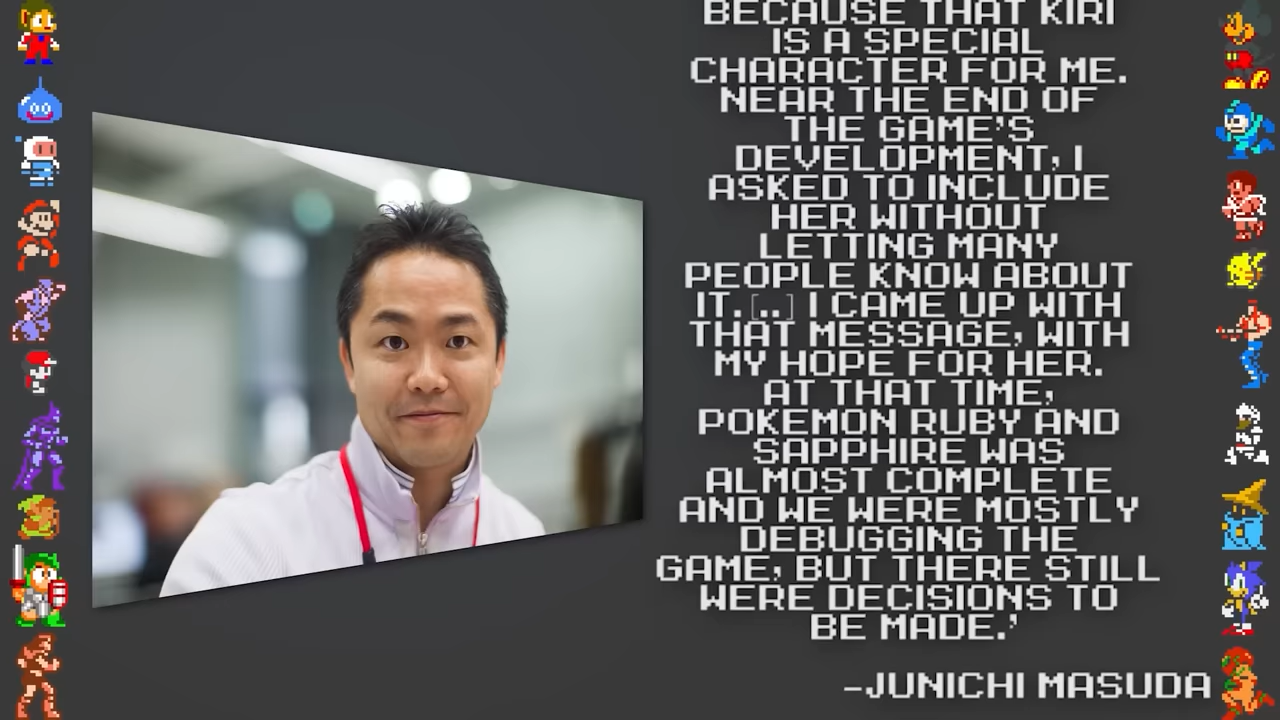 BECAUSE THAT KIRI
IS A SPECIAL
CHARACTER FOR ME.
NEAR THE END OF
THE GAME'S
DEVELOPMENT, I
ASKED TO INCLUDE
HER WITHOUT
LETTING MANY
PEOPLE KNOW ABOUT
IT. [..] I CAME UP WITH
THAT MESSAGE, WITH
MY HOPE FOR HER.
AT THAT TIME,
POKEMON RUBY AND
SAPPHIRE WAS
ALMOST COMPLETE
AND WE WERE MOSTLY
DEBUGGING THE
GAME, BUT THERE STILL
WERE DECISIONS TO
BE MADE.'
-JUNICHI MASUDA